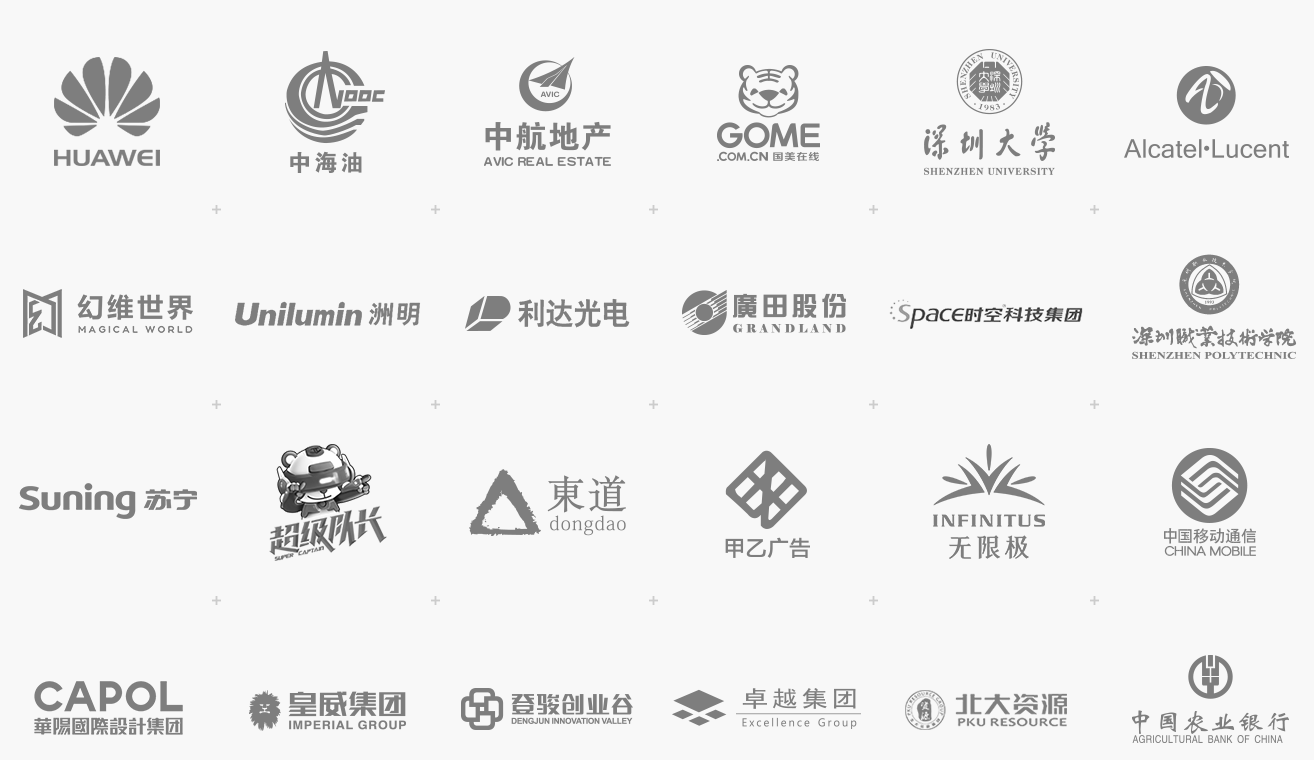 HUAWEI
CNOOC
中海油
AVIC
中航地产
AVIC REAL ESTATE
GOME
.COM.CN 国美在线
SHENZHEN UNIVERSITY
·1983·
深圳大學
SHENZHEN UNIVERSITY
Alcatel·Lucent
幻维世界
MAGICAL WORLD
Unilumin 洲明
利达光电
廣田股份
GRANDLAND
Space时空科技集团
深圳職業技術学院
SHENZHEN POLYTECHNIC
Suning 苏宁
超级队长
SUPER CAPTAIN
東道
dongdao
甲乙广告
INFINITUS
无限极
中国移动通信
CHINA MOBILE
CAPOL
華陽國際設計集团
皇威集团
IMPERIAL GROUP
登骏创业谷
DENGJUN INNOVATION VALLEY
卓越集团
Excellence Group
北大资源
PKU RESOURCE
中国农业银行
AGRICULTURAL BANK OF CHINA